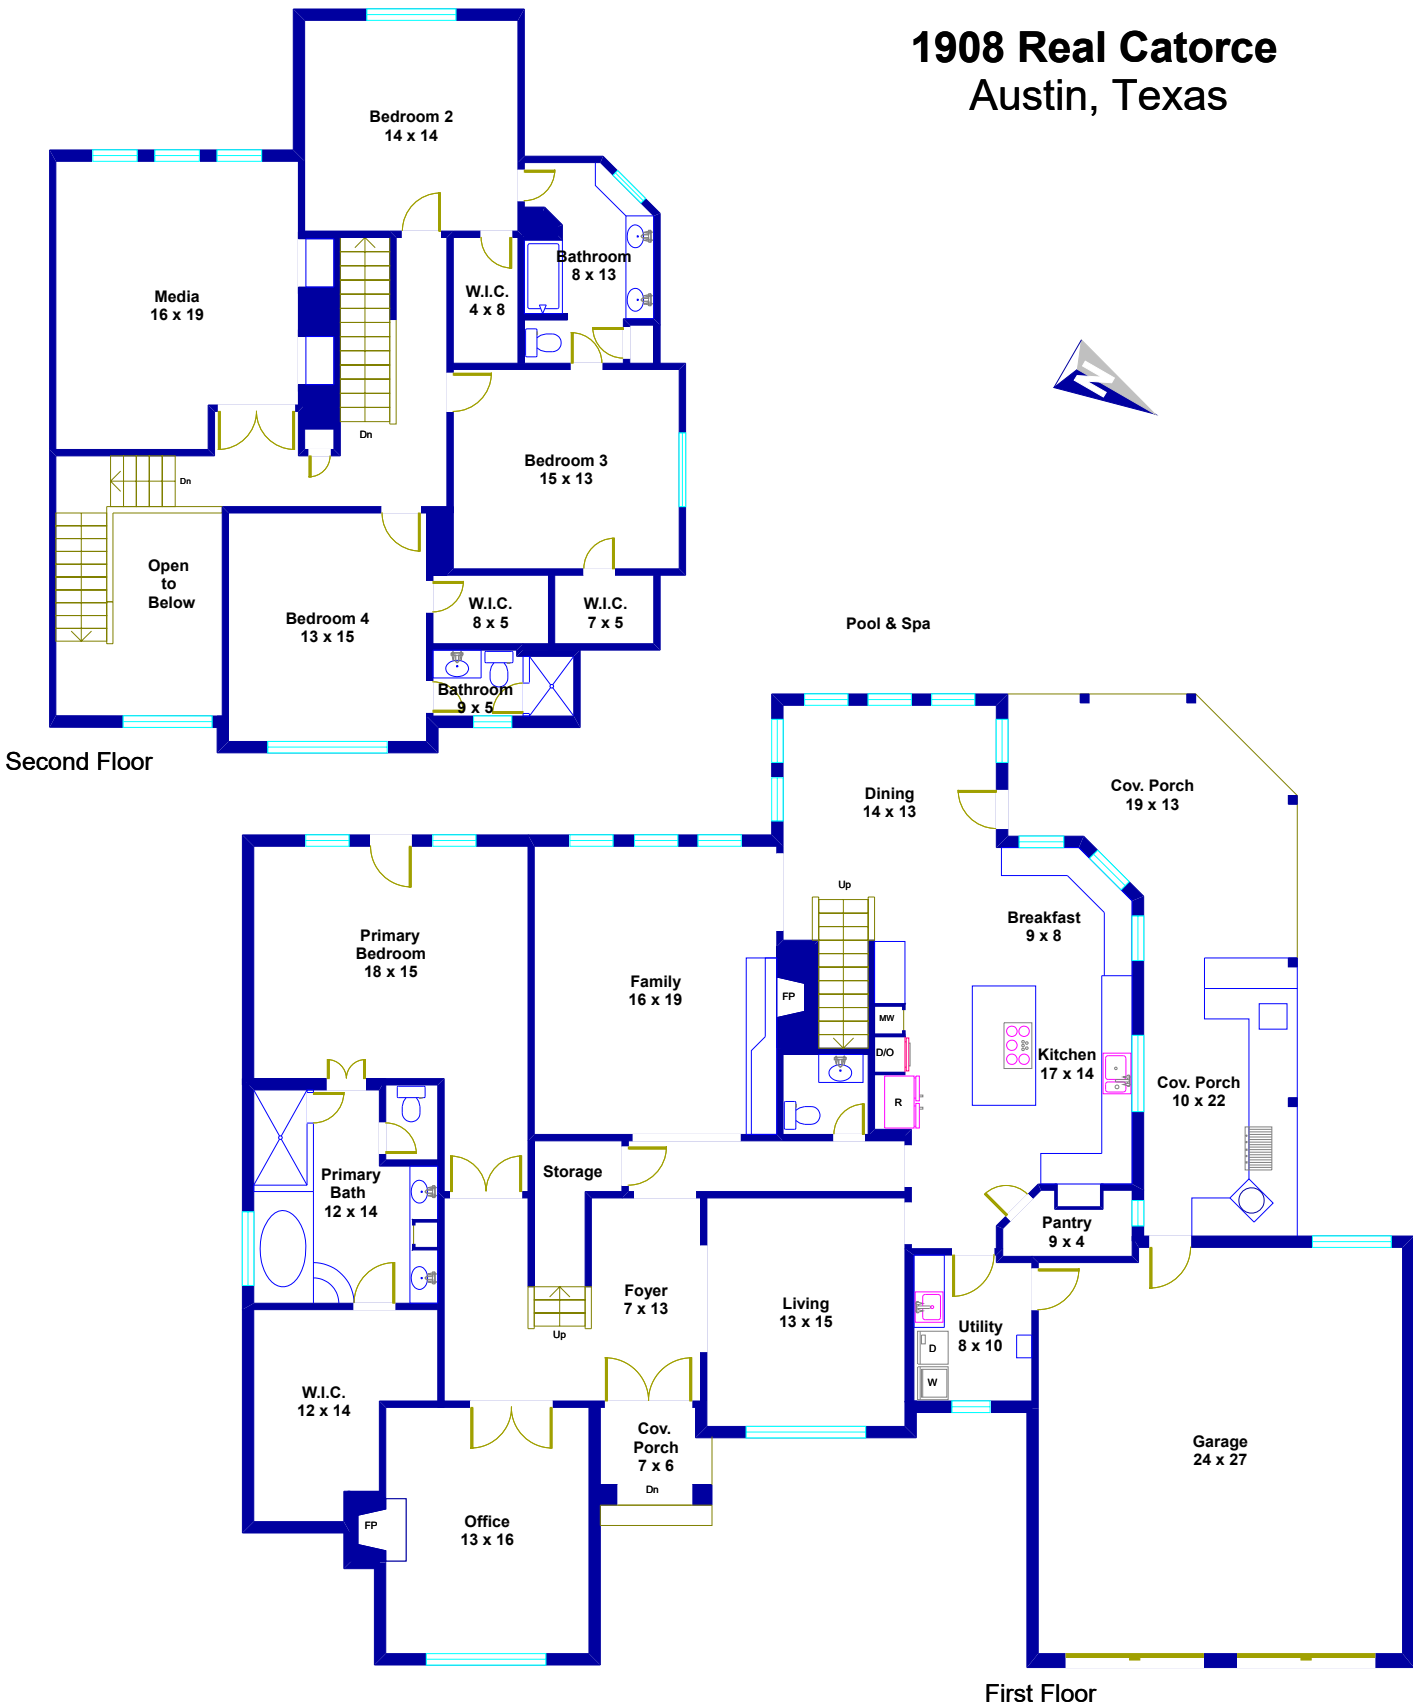 1908 Real Catorce
Austin, Texas
Bedroom 2
14 x 14
Bathroom
8 x 13
Media
16 x 19
W.I.C.
4 x 8
N
Dn
Bedroom 3
15 x 13
Dn
Open
to
Below
Bedroom 4
13 x 15
W.I.C.
8 x 5
W.I.C.
7 x 5
Bathroom
9 x 5
Second Floor
Pool & Spa
Dining
14 x 13
Cov. Porch
19 x 13
Up
Breakfast
9 x 8
Primary
Bedroom
18 x 15
Family
16 x 19
FP
MW
D/O
R
Kitchen
17 x 14
Cov. Porch
10 x 22
Storage
Primary
Bath
12 x 14
Pantry
9 x 4
Foyer
7 x 13
Living
13 x 15
Up
Utility
8 x 10
D
W
W.I.C.
12 x 14
Cov.
Porch
7 x 6
Dn
Garage
24 x 27
FP
Office
13 x 16
First Floor